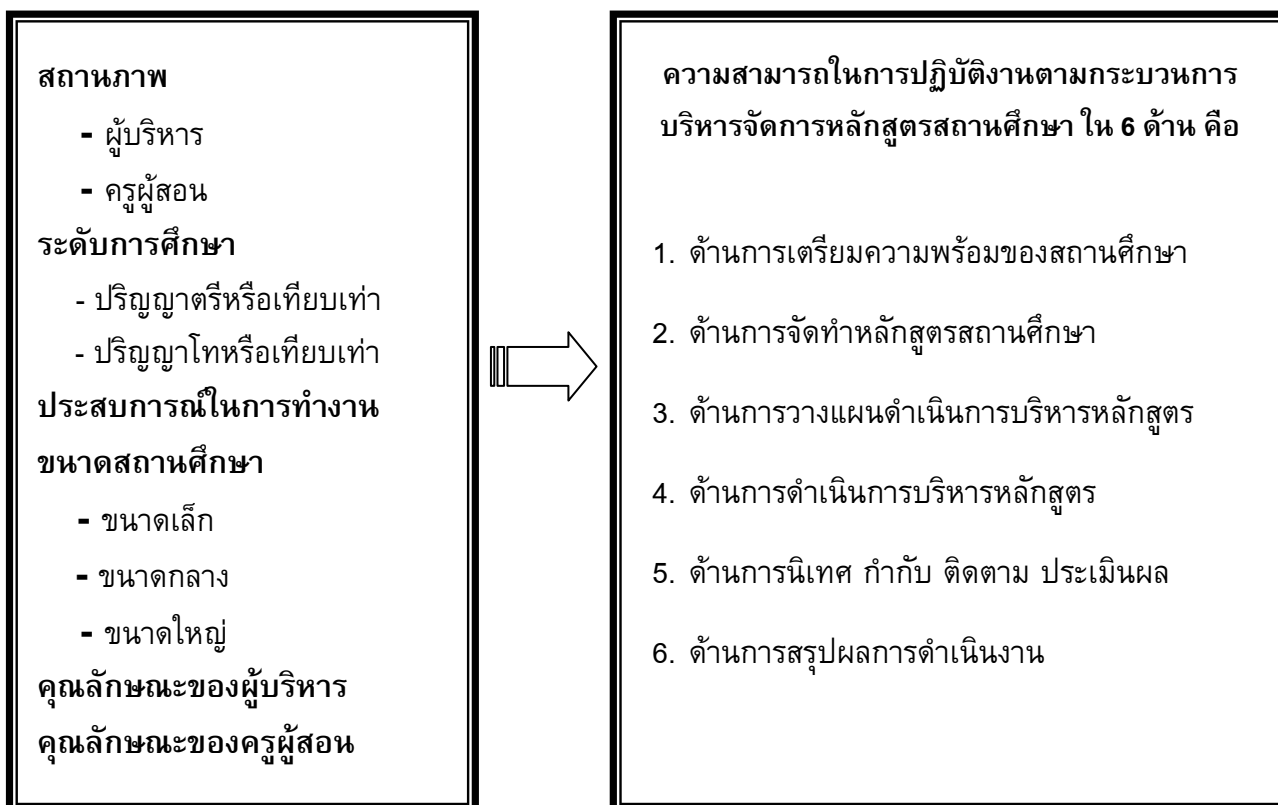 สถานภาพ
- ผู้บริหาร
- ครูผู้สอน
ระดับการศึกษา
- ปริญญาตรีหรือเทียบเท่า
- ปริญญาโทหรือเทียบเท่า
ประสบการณ์ในการทำงาน
ขนาดสถานศึกษา
- ขนาดเล็ก
- ขนาดกลาง
- ขนาดใหญ่
คุณลักษณะของผู้บริหาร
คุณลักษณะของครูผู้สอน
ความสามารถในการปฏิบัติงานตามกระบวนการ
บริหารจัดการหลักสูตรสถานศึกษา ใน 6 ด้าน คือ
1. ด้านการเตรียมความพร้อมของสถานศึกษา
2. ด้านการจัดทำหลักสูตรสถานศึกษา
3. ด้านการวางแผนดำเนินการบริหารหลักสูตร
4. ด้านการดำเนินการบริหารหลักสูตร
5. ด้านการนิเทศ กำกับ ติดตาม ประเมินผล
6. ด้านการสรุปผลการดำเนินงาน